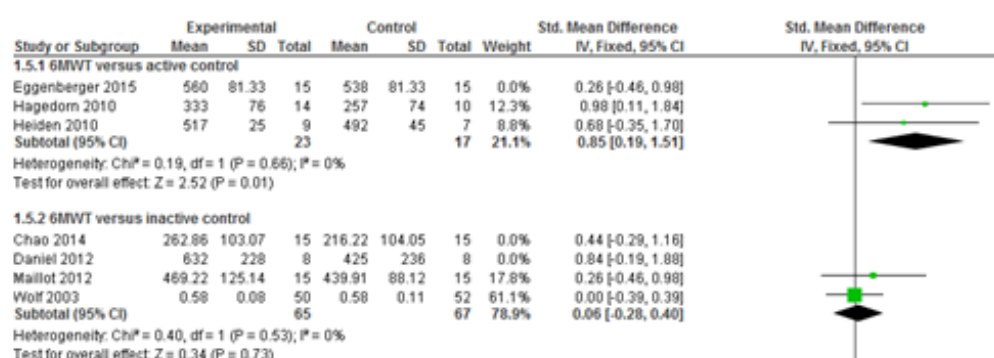 Experimental Control Std. Mean Difference Std. Mean Difference
Study or Subgroup Mean SD Total Mean SD Total Weight IV, Fixed, 95% CI IV, Fixed, 95% CI
1.5.1 6MWT versus active control
Eggenberger 2015 560 81.33 15 538 81.33 15 0.0% 0.26 [-0.46, 0.98]
Hagedorn 2010 333 76 14 257 74 10 12.3% 0.98 [0.11, 1.84]
Heiden 2010 517 25 9 492 45 7 8.8% 0.68 [-0.35, 1.70]
Subtotal (95% CI) 23 17 21.1% 0.85 [0.19, 1.51]
Heterogeneity: Chi² = 0.19, df = 1 (P = 0.66); I² = 0%
Test for overall effect: Z = 2.52 (P = 0.01)
1.5.2 6MWT versus inactive control
Chao 2014 262.86 103.07 15 216.22 104.05 15 0.0% 0.44 [-0.29, 1.16]
Daniel 2012 632 228 8 425 236 8 0.0% 0.84 [-0.19, 1.88]
Maillot 2012 469.22 125.14 15 439.91 88.12 15 17.8% 0.26 [-0.46, 0.98]
Wolf 2003 0.58 0.08 50 0.58 0.11 52 61.1% 0.00 [-0.39, 0.39]
Subtotal (95% CI) 65 67 78.9% 0.06 [-0.28, 0.40]
Heterogeneity: Chi² = 0.40, df = 1 (P = 0.53); I² = 0%
Test for overall effect: Z = 0.34 (P = 0.73)